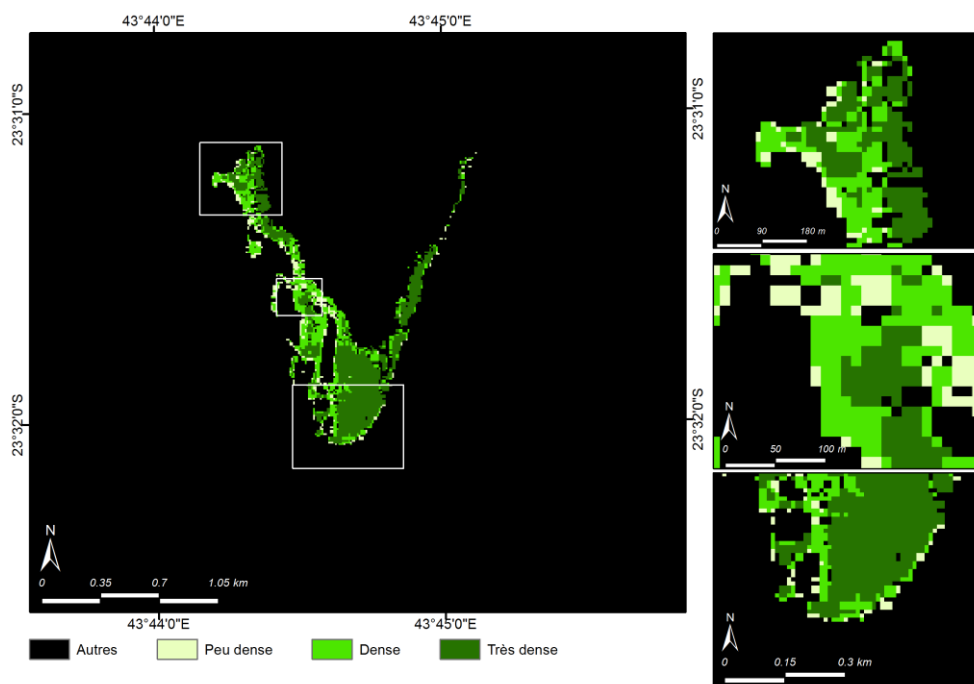 43°44'0"E
43°45'0"E
23°31'0"S
23°31'0"S
23°32'0"S
23°32'0"S
N
0 0.35 0.7 1.05 km
43°44'0"E
43°45'0"E
N
0 90 180 m
N
0 50 100 m
N
0 0.15 0.3 km
Autres
Peu dense
Dense
Très dense